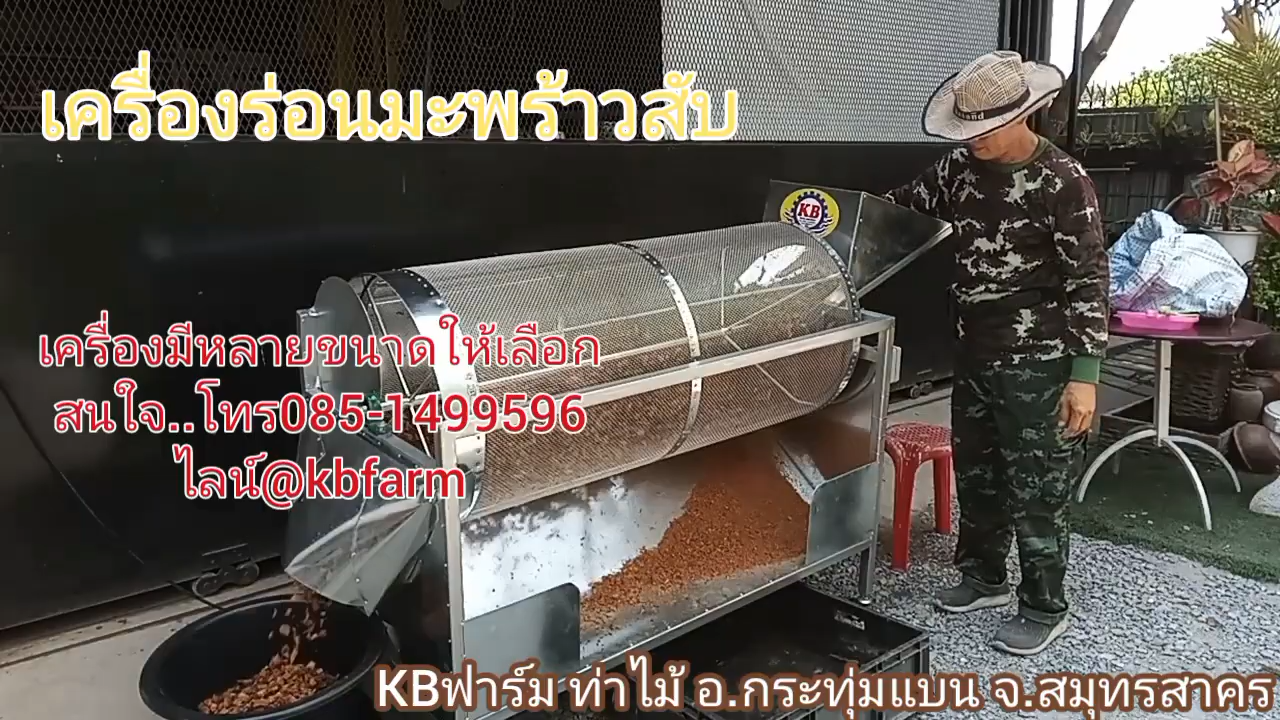 เครื่องร่อนมะพร้าวสับ
KB
เครื่องมีหลายขนาดให้เลือก
สนใจ..โทร085-1499596
ไลน์@kbfarm
KBฟาร์ม ท่าไม้ อ.กระทุ่มแบน จ.สมุทรสาคร